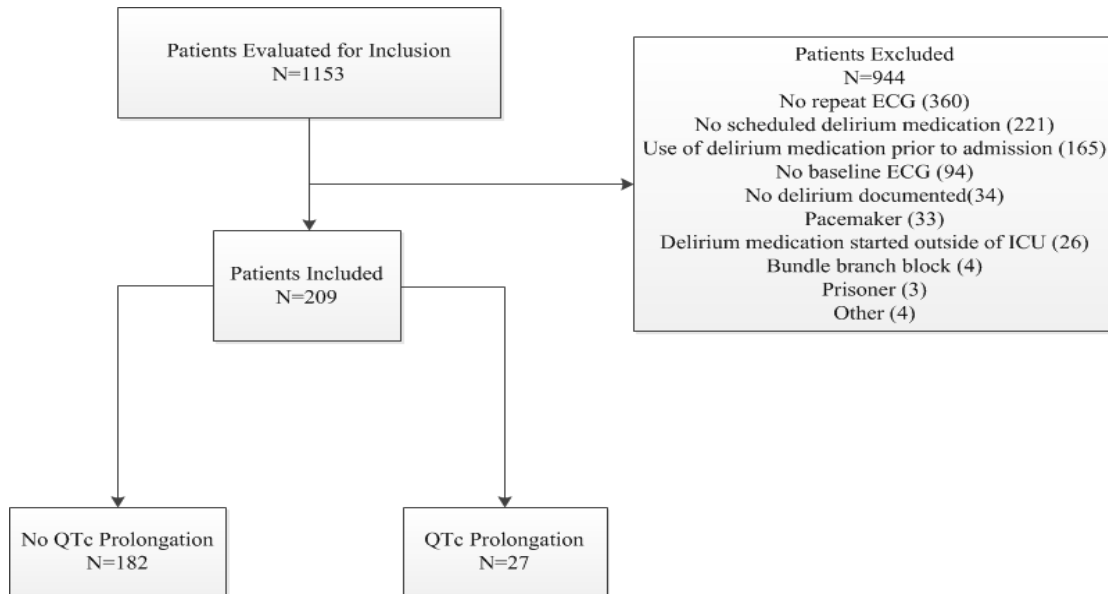 Patients Evaluated for Inclusion
N=1153
Patients Excluded
N=944
No repeat ECG (360)
No scheduled delirium medication (221)
Use of delirium medication prior to admission (165)
No baseline ECG (94)
No delirium documented(34)
Pacemaker (33)
Delirium medication started outside of ICU (26)
Bundle branch block (4)
Prisoner (3)
Other (4)
Patients Included
N=209
No QTc Prolongation
N=182
QTc Prolongation
N=27